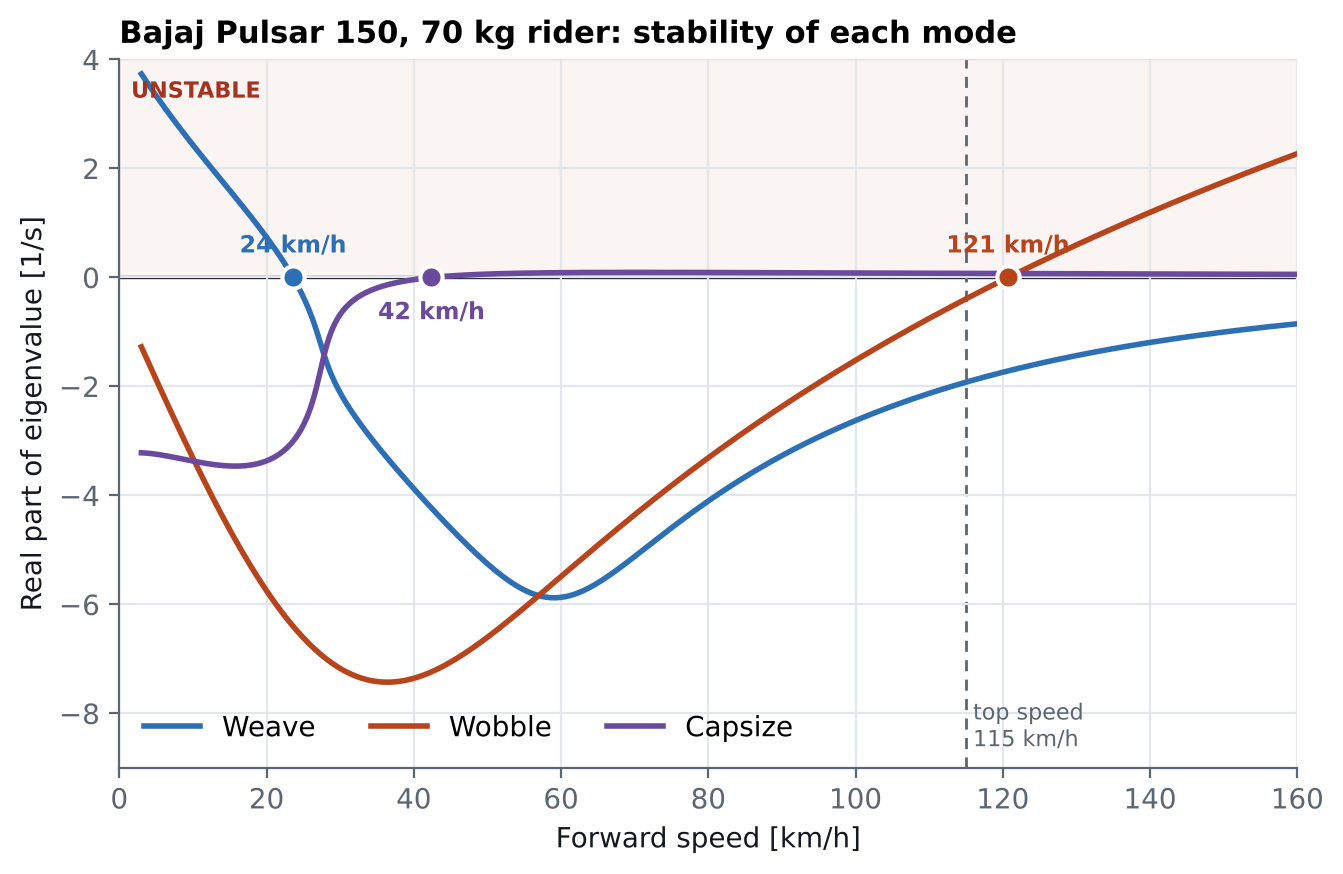 Bajaj Pulsar 150, 70 kg rider: stability of each mode
4
UNSTABLE
2
24 km/h
121 km/h
0
42 km/h
−2
−4
−6
−8
Real part of eigenvalue [1/s]
top speed
115 km/h
Weave Wobble Capsize
0 20 40 60 80 100 120 140 160
Forward speed [km/h]